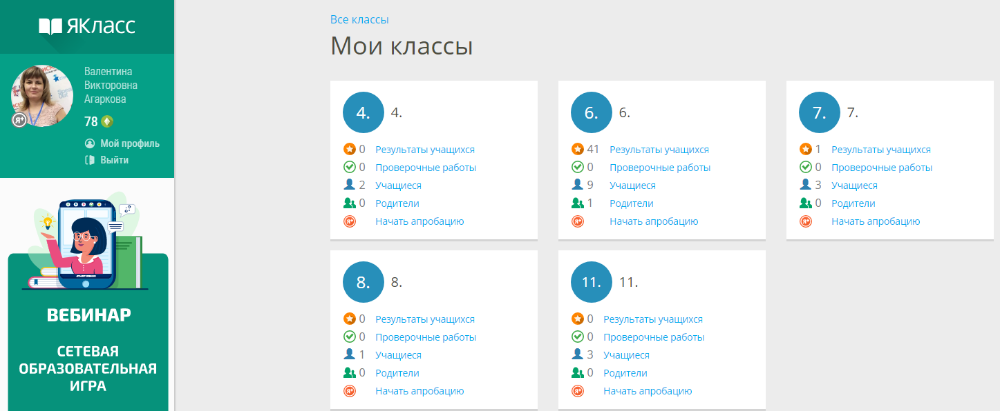 ЯКласс
Валентина
Викторовна
Агаркова
78
Мой профиль
Выйти
ВЕБИНАР
СЕТЕВАЯ
ОБРАЗОВАТЕЛЬНАЯ
ИГРА
Все классы
Мои классы
4. 4.
0 Результаты учащихся
0 Проверочные работы
2 Учащиеся
0 Родители
Я+ Начать апробацию
6. 6.
41 Результаты учащихся
0 Проверочные работы
9 Учащиеся
1 Родители
Я+ Начать апробацию
7. 7.
1 Результаты учащихся
0 Проверочные работы
3 Учащиеся
0 Родители
Я+ Начать апробацию
8. 8.
0 Результаты учащихся
0 Проверочные работы
1 Учащиеся
0 Родители
Я+ Начать апробацию
11. 11.
0 Результаты учащихся
0 Проверочные работы
3 Учащиеся
0 Родители
Я+ Начать апробацию